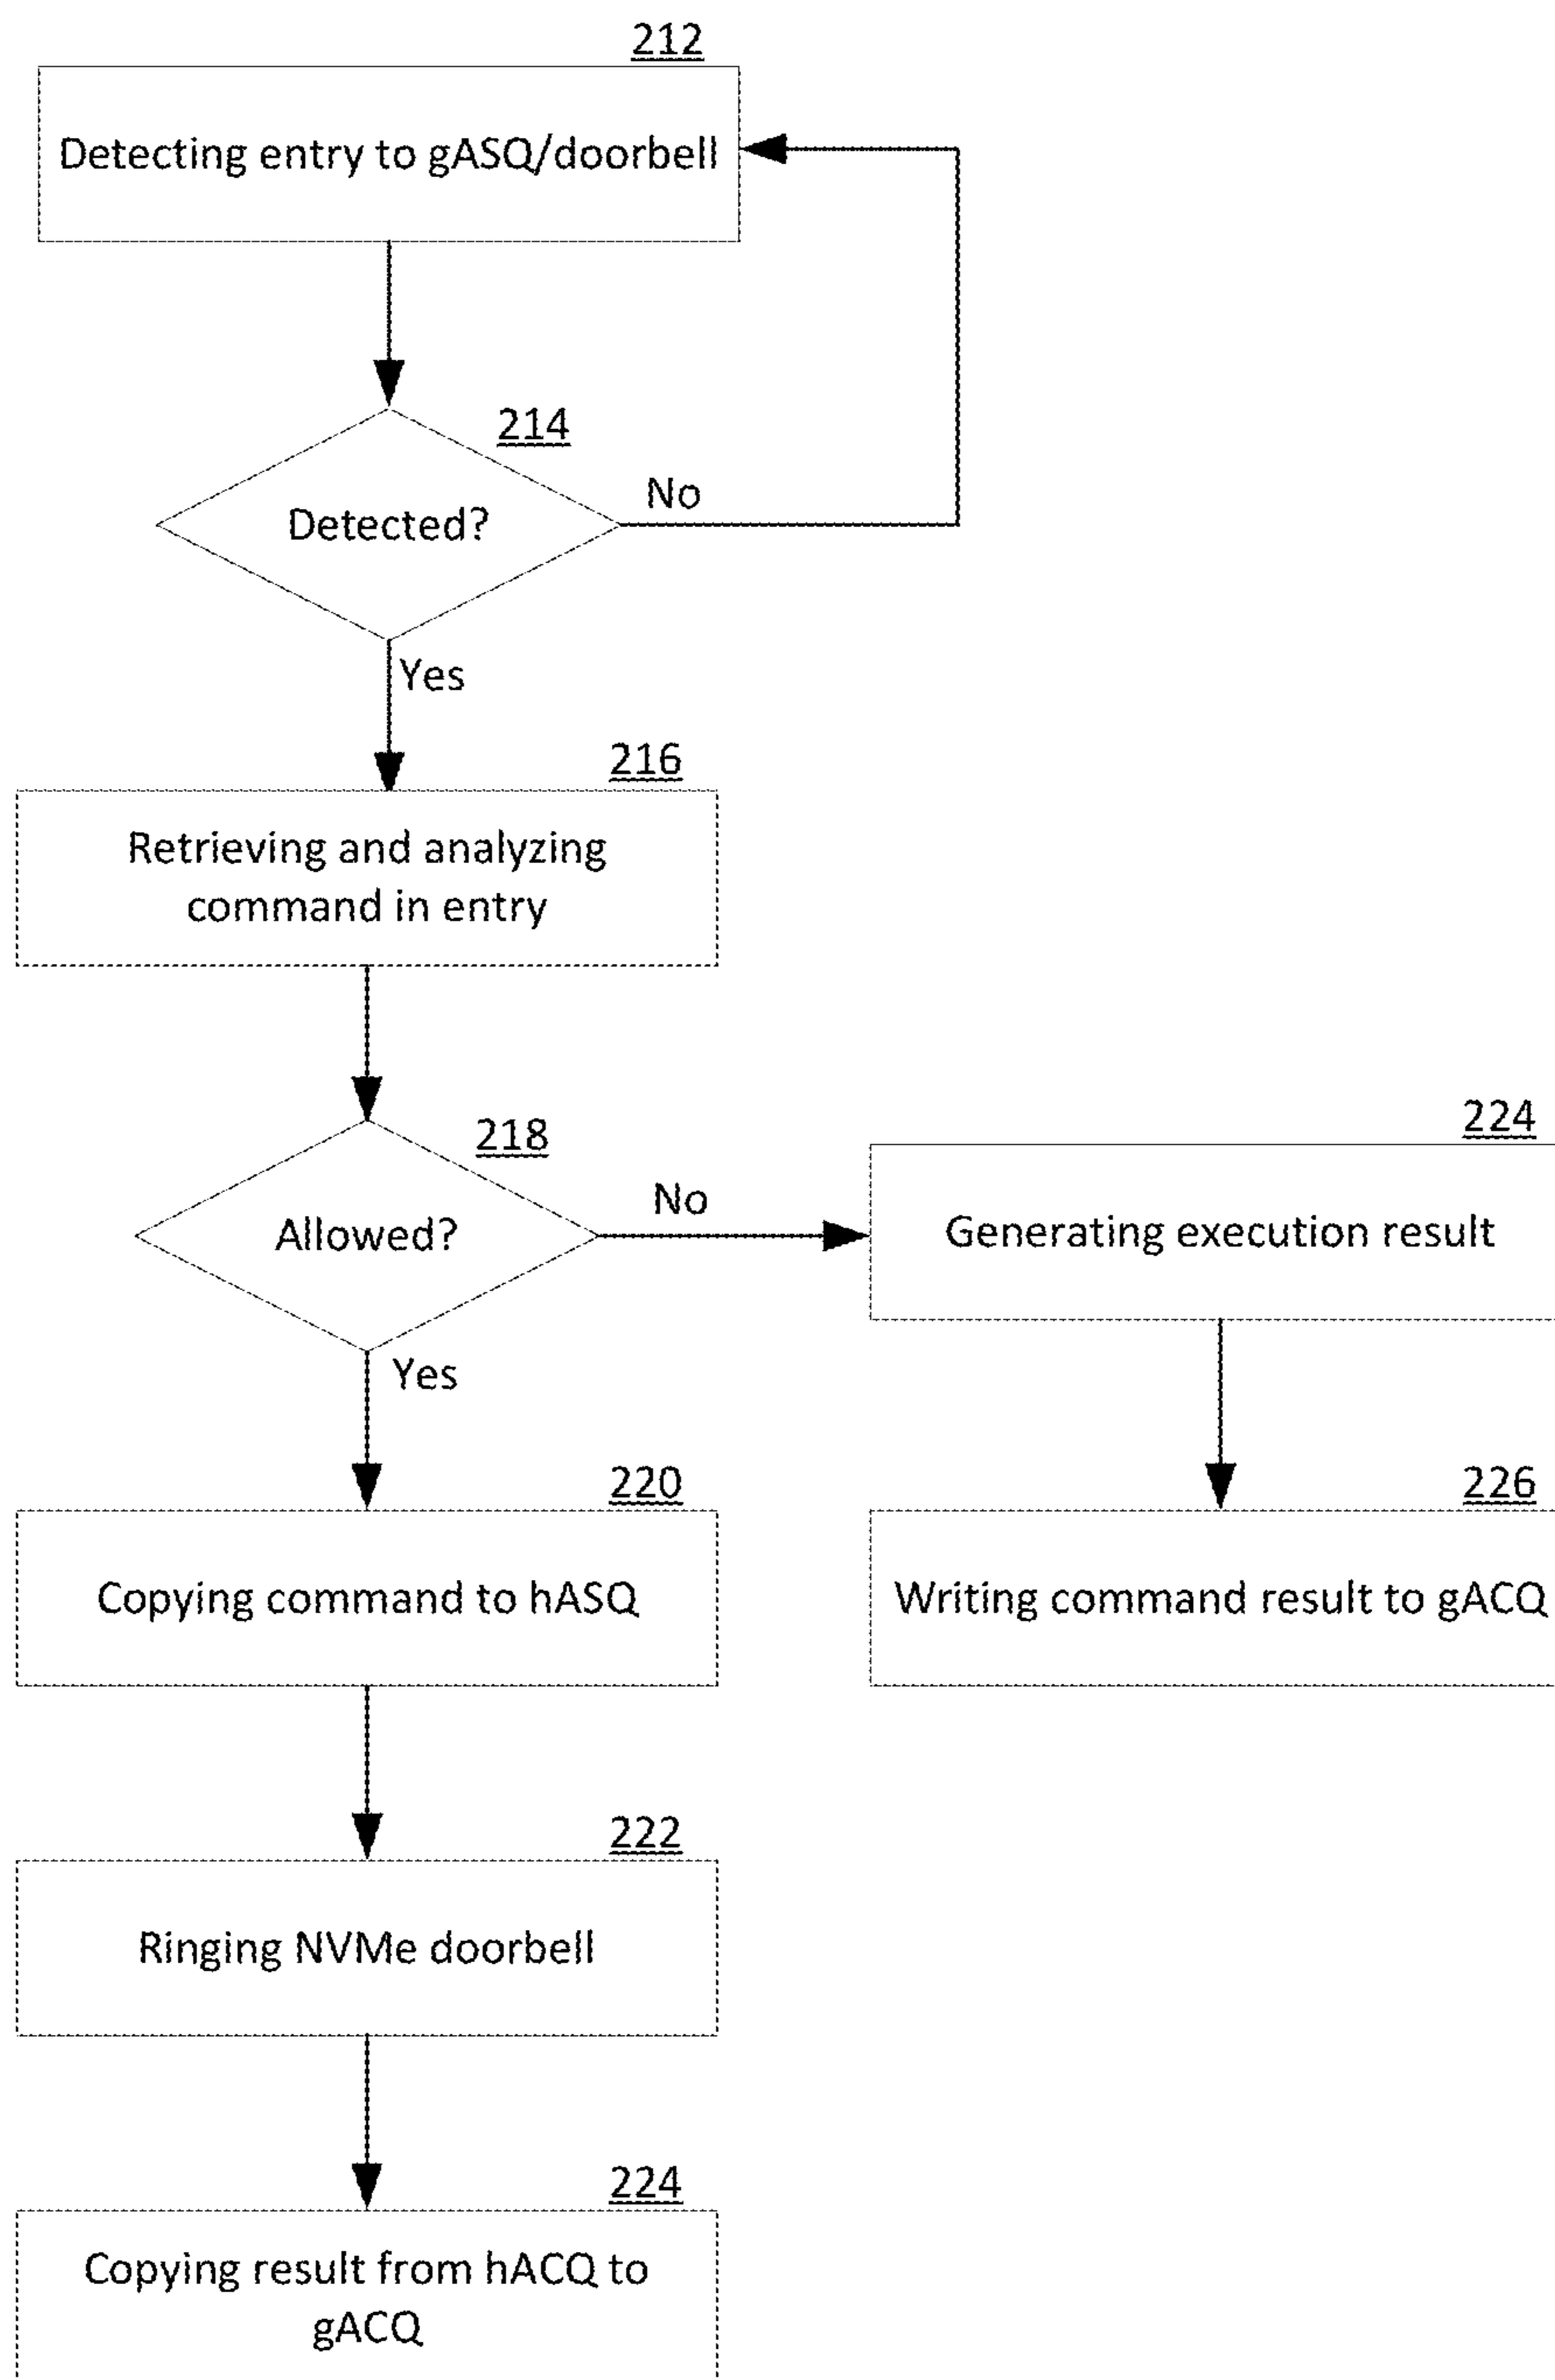 212
Detecting entry to gASQ/doorbell
214
No
Detected?
Yes
216
Retrieving and analyzing
command in entry
218
No
Allowed?
Yes
224
Generating execution result
220
Copying command to hASQ
226
Writing command result to gACQ
222
Ringing NVMe doorbell
224
Copying result from hACQ to
gACQ